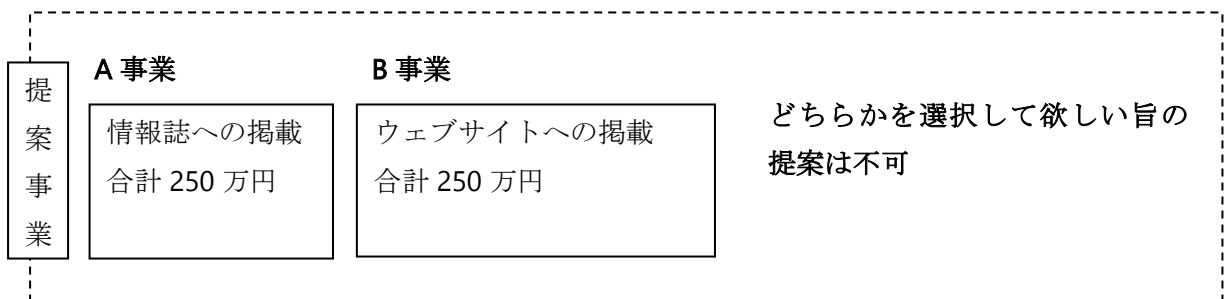 提案事業
A 事業
情報誌への掲載
合計 250 万円
B 事業
ウェブサイトへの掲載
合計 250 万円
どちらかを選択して欲しい旨の
提案は不可